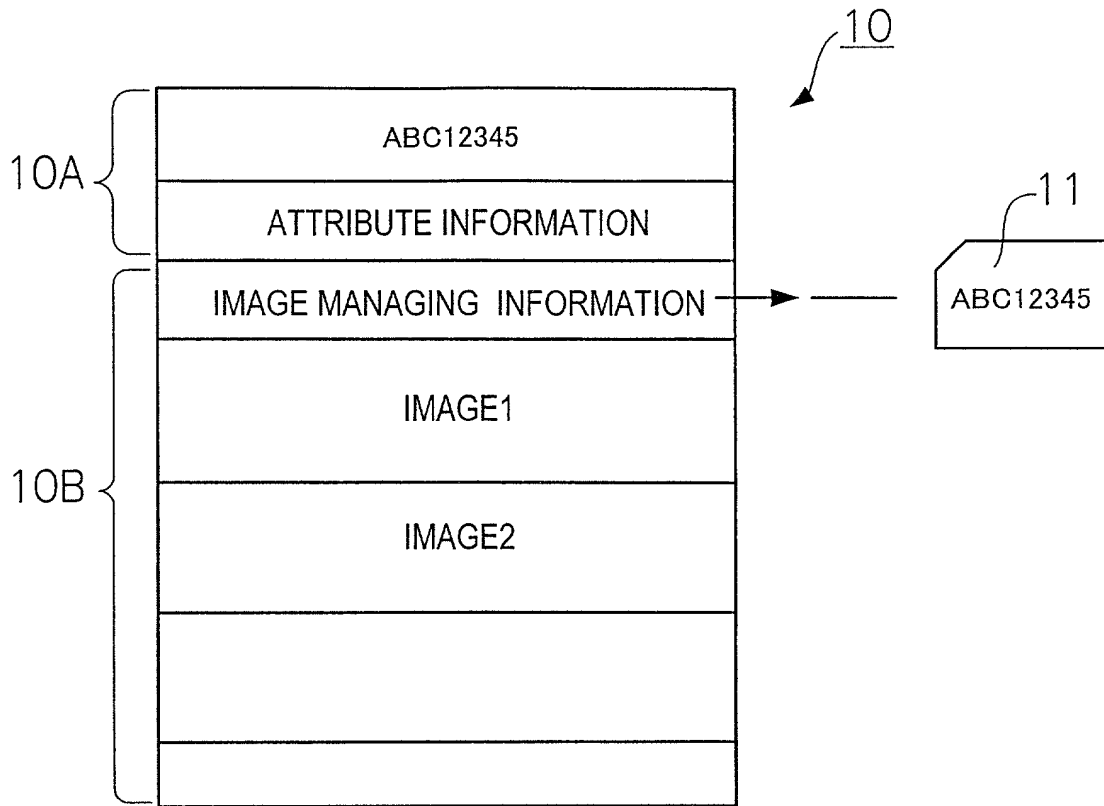 10
ABC12345
10A
ATTRIBUTE INFORMATION
11
IMAGE MANAGING INFORMATION
ABC12345
IMAGE1
10B
IMAGE2